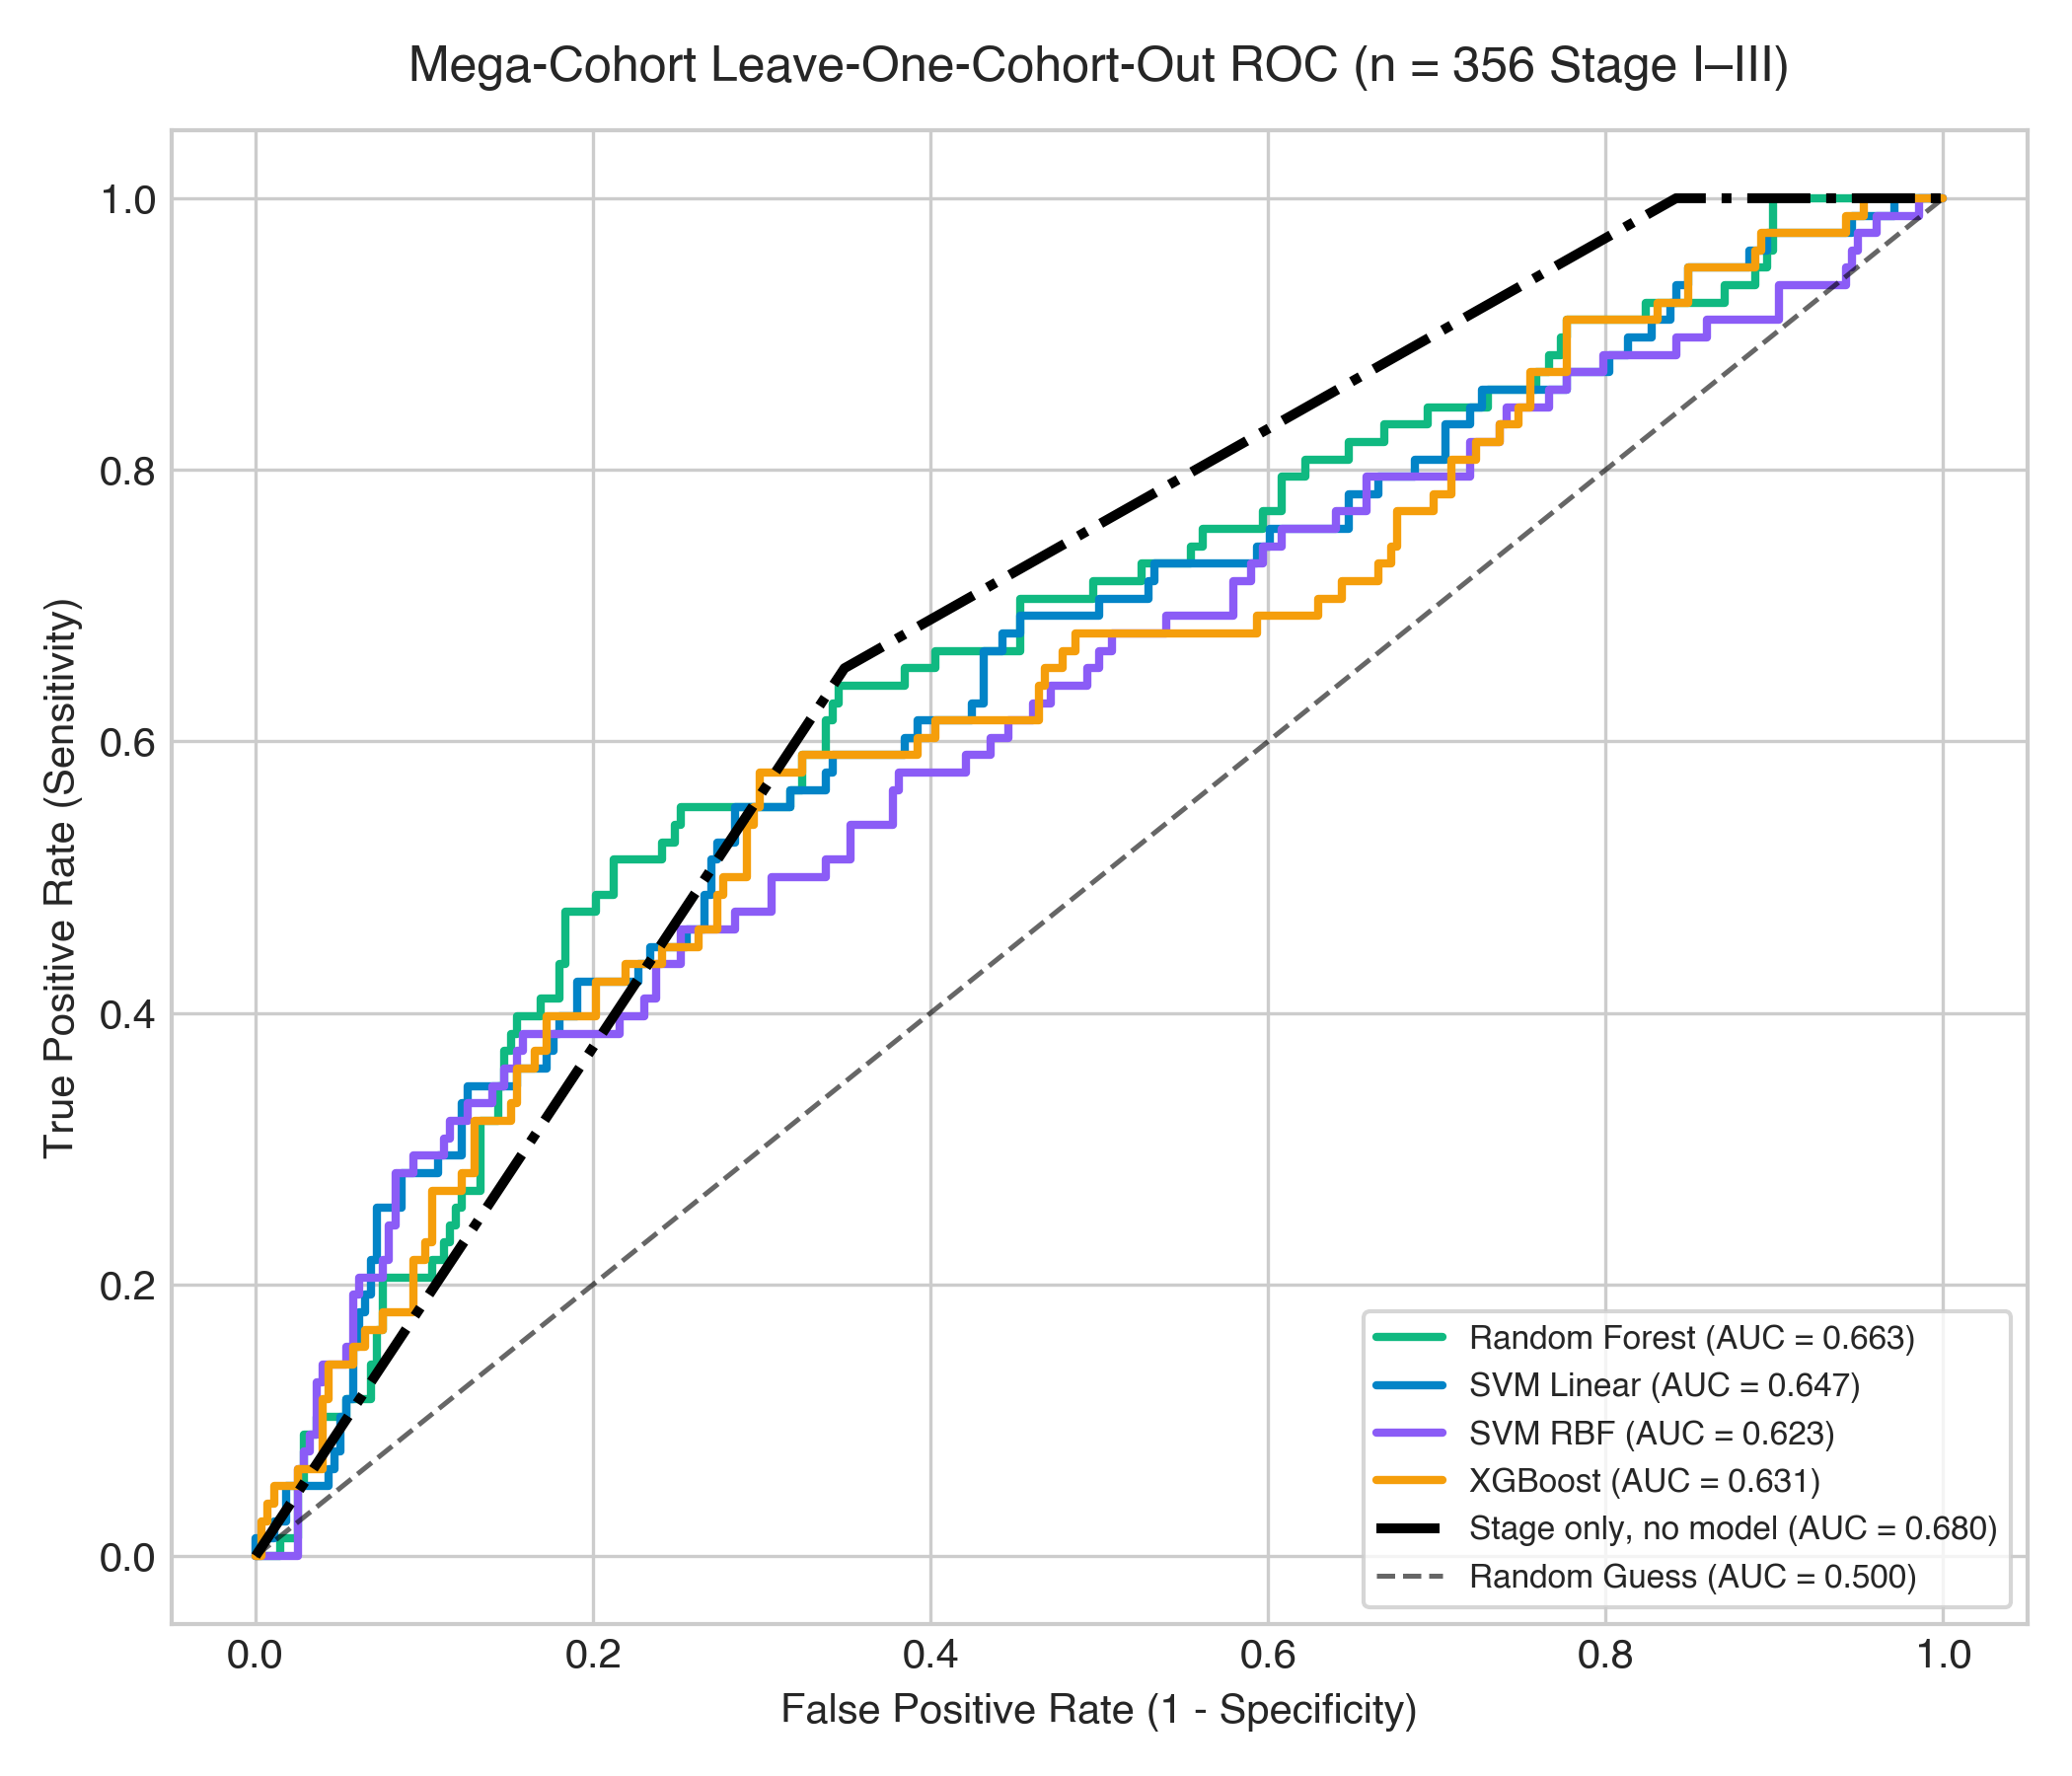 Mega-Cohort Leave-One-Cohort-Out ROC (n = 356 Stage I–III)
True Positive Rate (Sensitivity)
1.0
0.8
0.6
0.4
0.2
0.0
Random Forest (AUC = 0.663)
SVM Linear (AUC = 0.647)
SVM RBF (AUC = 0.623)
XGBoost (AUC = 0.631)
Stage only, no model (AUC = 0.680)
Random Guess (AUC = 0.500)
0.0 0.2 0.4 0.6 0.8 1.0
False Positive Rate (1 - Specificity)